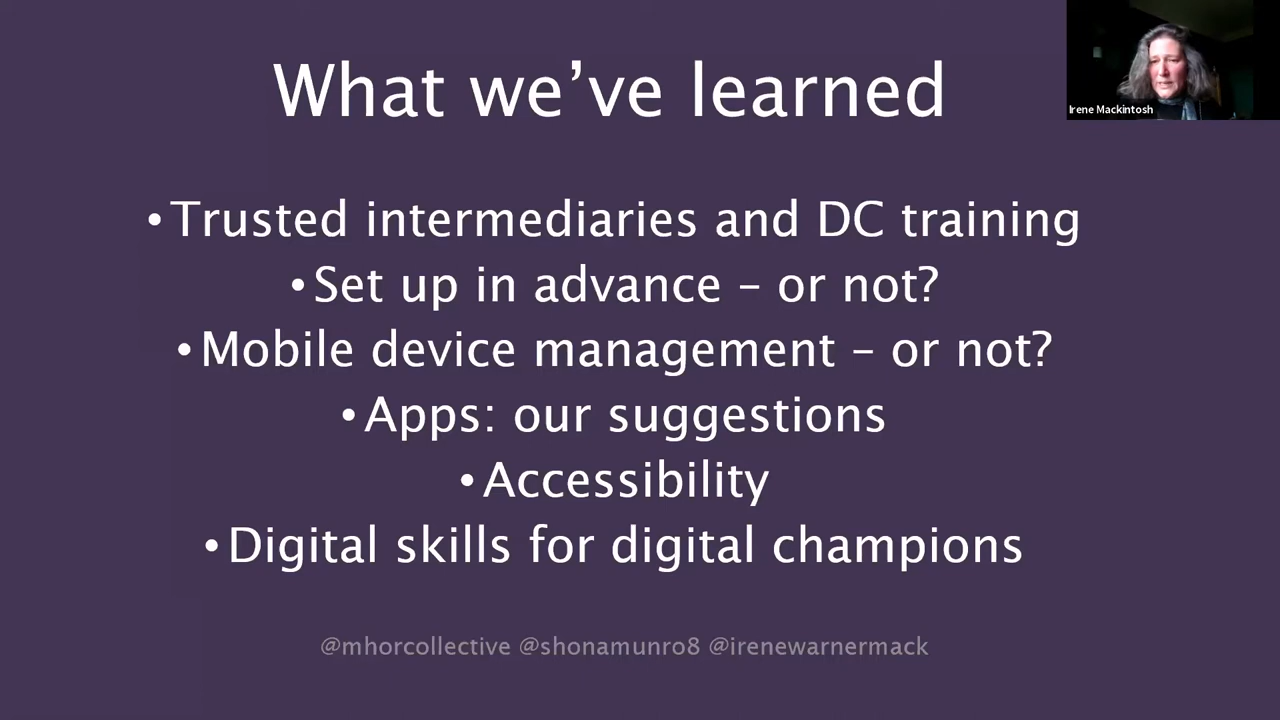 What we’ve learned
Irene Mackintosh
•Trusted intermediaries and DC training
•Set up in advance – or not?
•Mobile device management – or not?
•Apps: our suggestions
•Accessibility
•Digital skills for digital champions
@mhorcollective @shonamunro8 @irenewarnermack